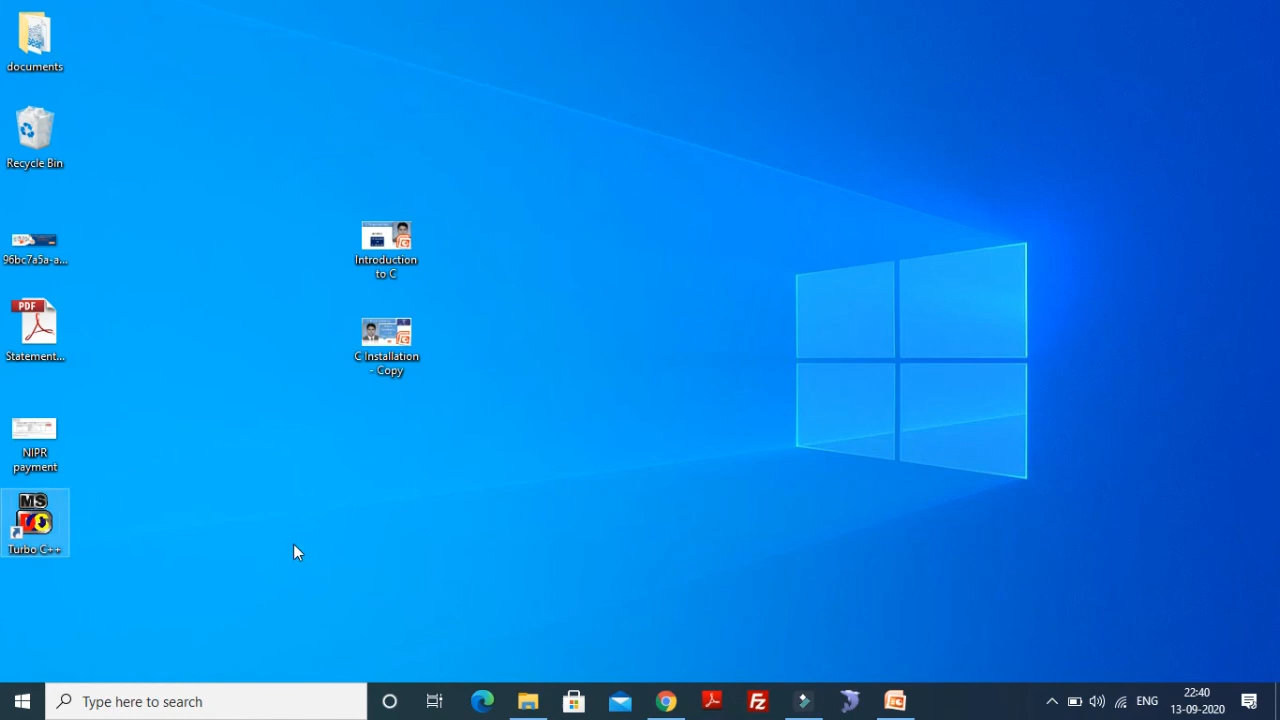 documents
Recycle Bin
96bc7a5a-a...
PDF
Statement...
NIPR
payment
MS
Turbo C++
Introduction
to C
C Installation
- Copy
Type here to search
ENG
22:40
13-09-2020